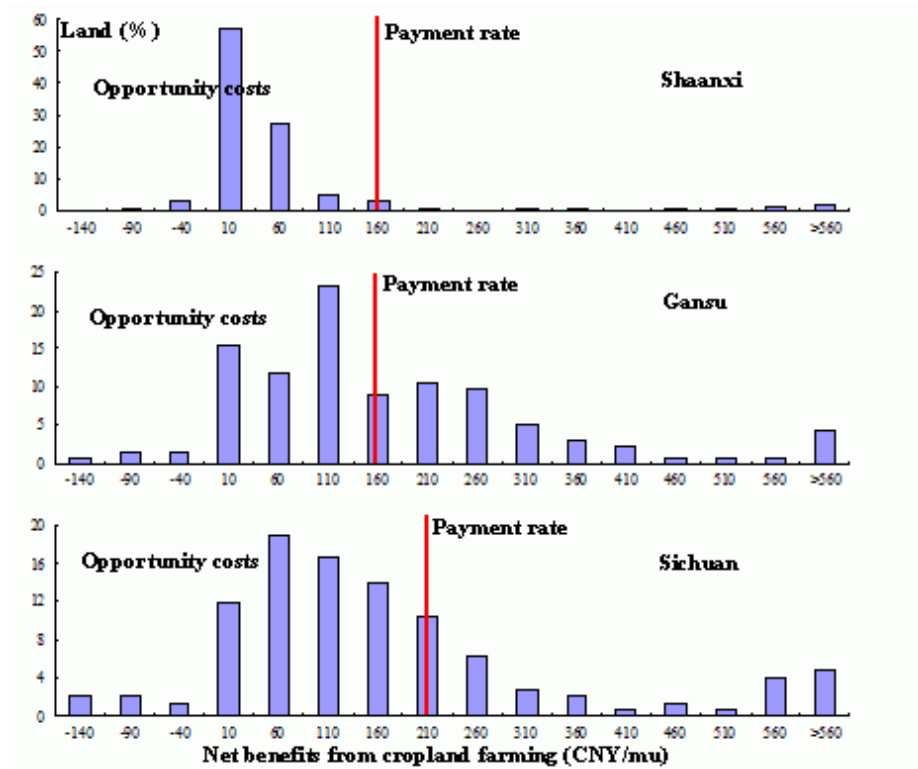 Land (%)
Payment rate
Opportunity costs
Shaanxi
60
50
40
30
20
10
0
-140 -90 -40 10 60 110 160 210 260 310 360 410 460 510 560 >560
Payment rate
Opportunity costs
Gansu
25
20
15
10
5
0
-140 -90 -40 10 60 110 160 210 260 310 360 410 460 510 560 >560
Payment rate
Opportunity costs
Sichuan
20
16
12
8
4
0
-140 -90 -40 10 60 110 160 210 260 310 360 410 460 510 560 >560
Net benefits from cropland farming (CNY/mu)